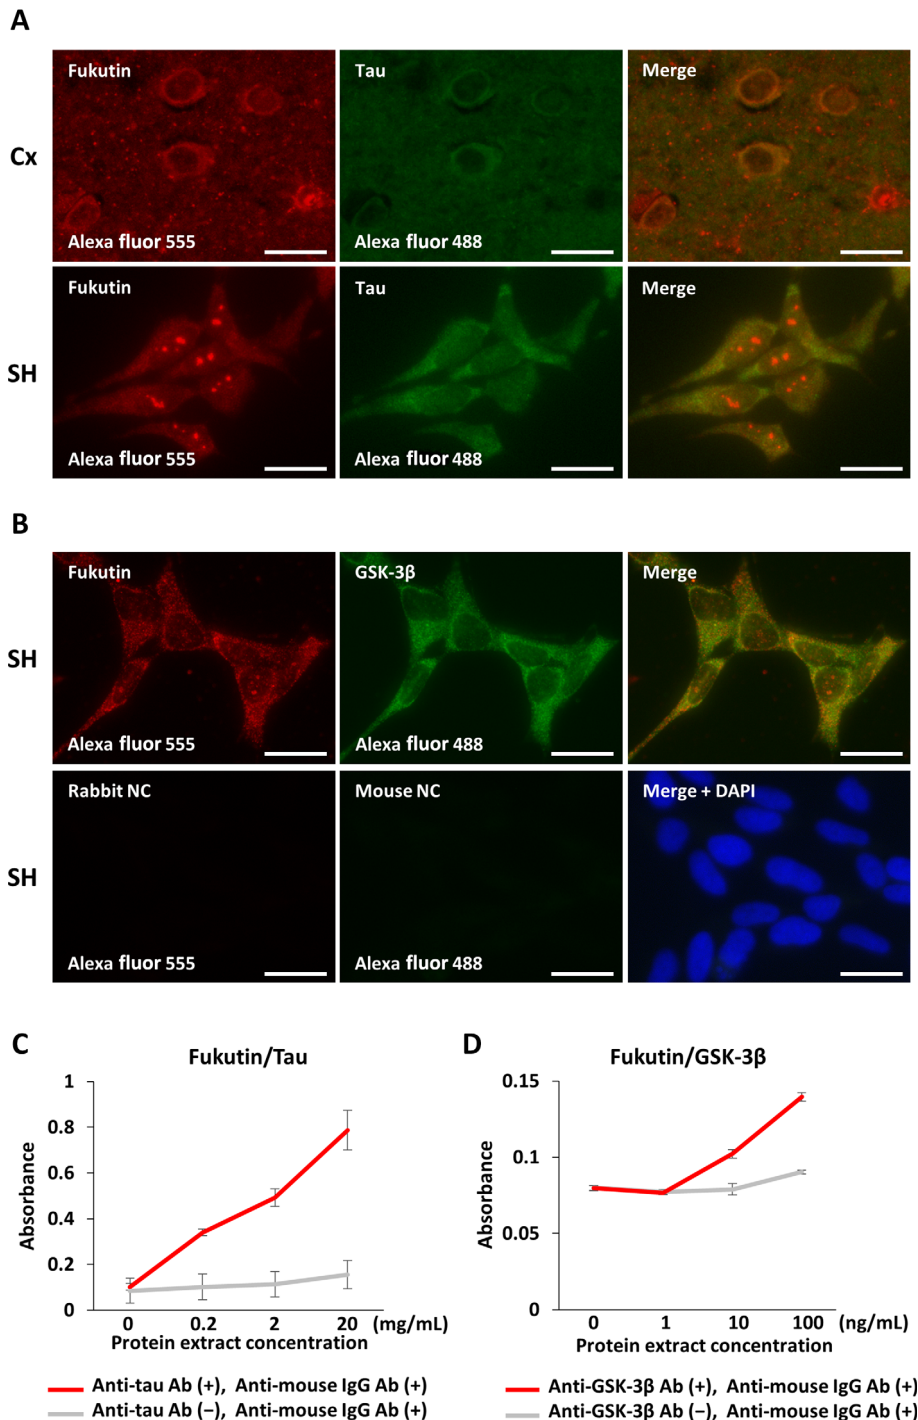 A
Fukutin Tau Merge
Cx
Alexa fluor 555 Alexa fluor 488
Fukutin Tau Merge
SH
Alexa fluor 555 Alexa fluor 488
B
Fukutin GSK-3β Merge
SH
Alexa fluor 555 Alexa fluor 488
Rabbit NC Mouse NC Merge + DAPI
SH
Alexa fluor 555 Alexa fluor 488
C
Fukutin/Tau
1
0.8
0.6
0.4
0.2
0
Absorbance
0 0.2 2 20 (mg/mL)
Protein extract concentration
Anti-tau Ab (+), Anti-mouse IgG Ab (+)
Anti-tau Ab (−), Anti-mouse IgG Ab (+)
D
Fukutin/GSK-3β
0.15
0.1
0.05
0
Absorbance
0 1 10 100 (ng/mL)
Protein extract concentration
Anti-GSK-3β Ab (+), Anti-mouse IgG Ab (+)
Anti-GSK-3β Ab (−), Anti-mouse IgG Ab (+)